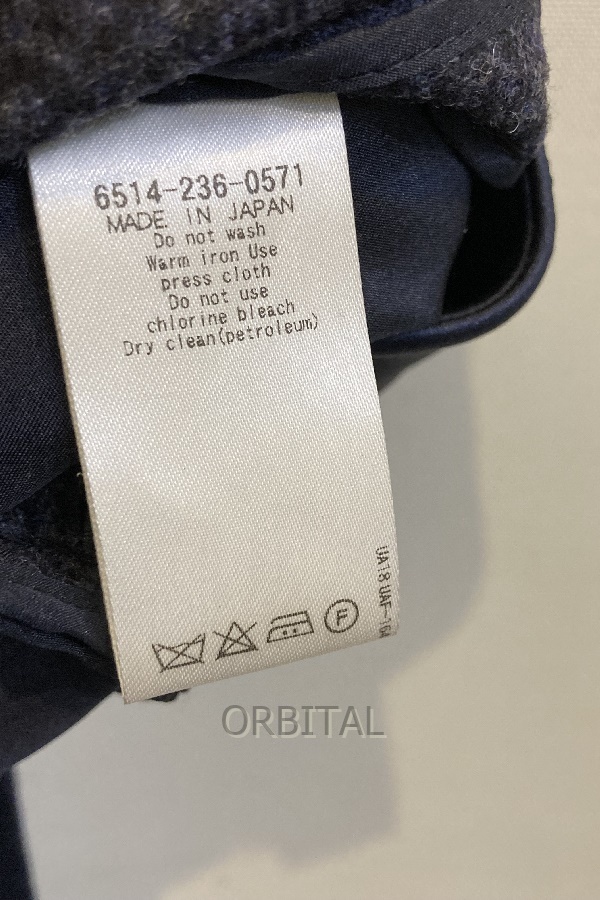 6514-236-0571
MADE IN JAPAN
Do not wash
Warm iron Use
press cloth
Do not use
chlorine bleach
Dry clean(petroleum)
F
ORBITAL